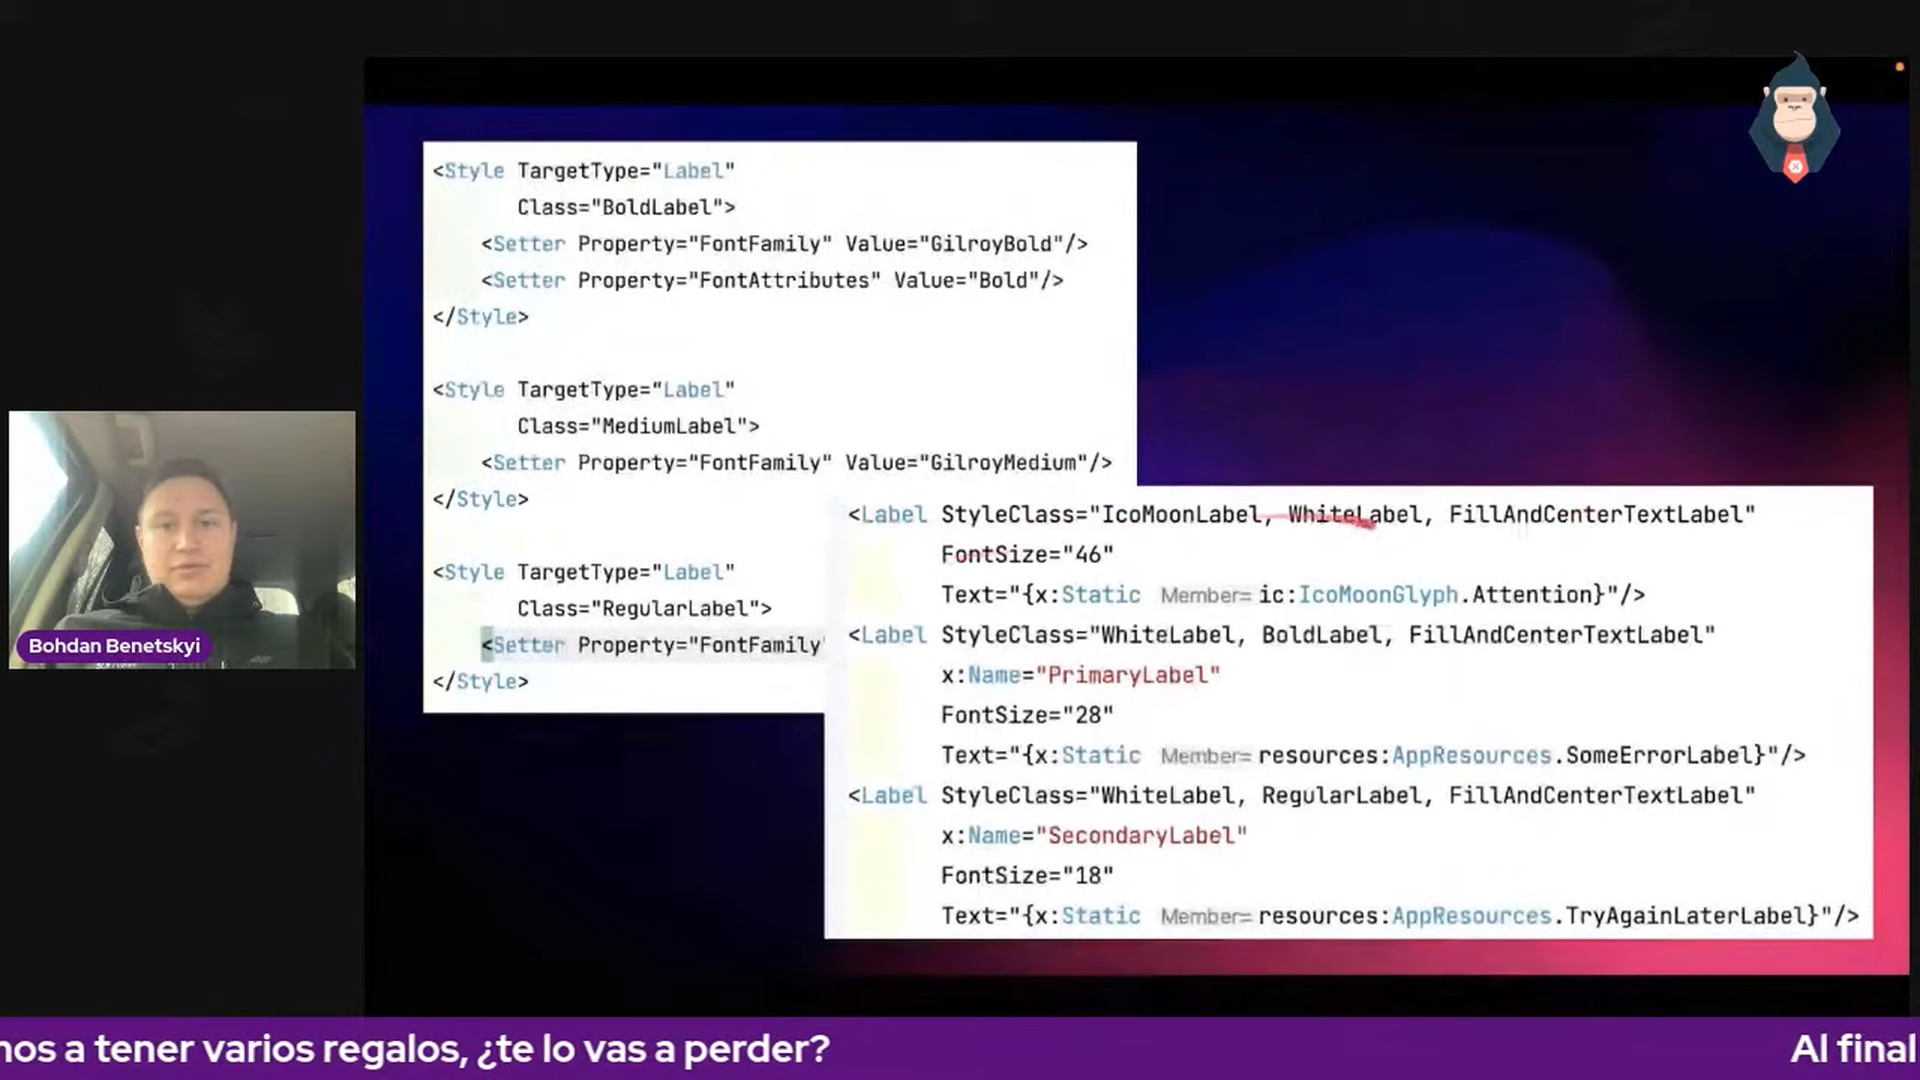 <Style TargetType="Label"
Class="BoldLabel">
<Setter Property="FontFamily" Value="GilroyBold"/>
<Setter Property="FontAttributes" Value="Bold"/>
</Style>
<Style TargetType="Label"
Class="MediumLabel">
<Setter Property="FontFamily" Value="GilroyMedium"/>
</Style>
<Style TargetType="Label"
Class="RegularLabel">
<Setter Property="FontFamily"
</Style>
<Label StyleClass="IcoMoonLabel, WhiteLabel, FillAndCenterTextLabel"
FontSize="46"
Text="{x:Static Member= ic:IcoMoonGlyph.Attention}"/>
<Label StyleClass="WhiteLabel, BoldLabel, FillAndCenterTextLabel"
x:Name="PrimaryLabel"
FontSize="28"
Text="{x:Static Member= resources:AppResources.SomeErrorLabel}"/>
<Label StyleClass="WhiteLabel, RegularLabel, FillAndCenterTextLabel"
x:Name="SecondaryLabel"
FontSize="18"
Text="{x:Static Member= resources:AppResources.TryAgainLaterLabel}"/>
Bohdan Benetskyi
nos a tener varios regalos, ¿te lo vas a perder? Al final